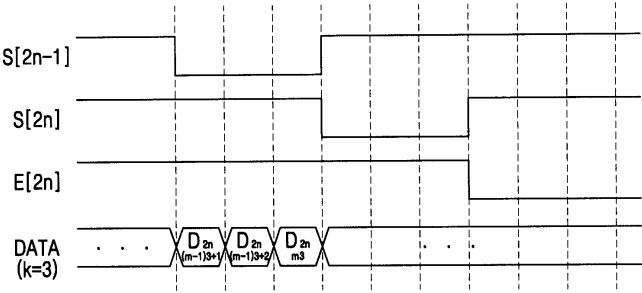 S[2n-1]
S[2n]
E[2n]
DATA
(k=3)
· · ·
D2n
(m-1)3+1
D2n
(m-1)3+2
D2n
m3
· · ·